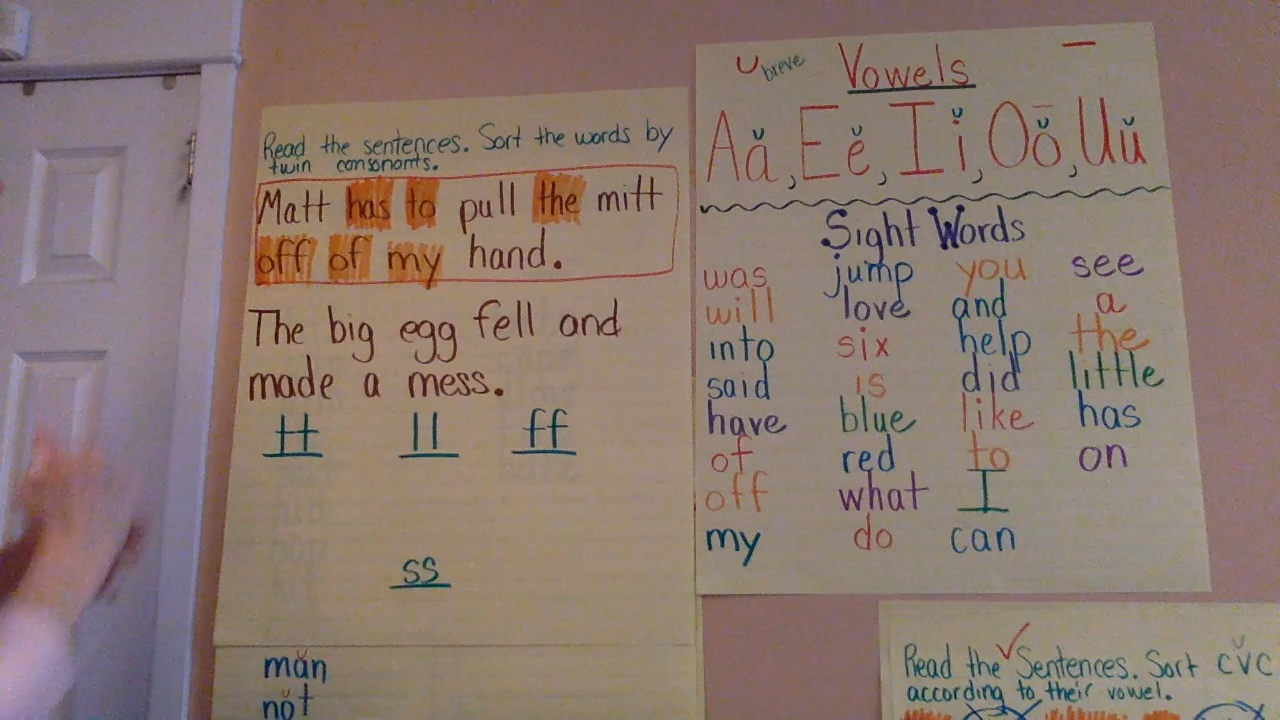 Read the sentences. Sort the words by
twin consonants.
Matt has to pull the mitt
off of my hand.
The big egg fell and
made a mess.
tt ll ff
ss
măn
nŏt
˘ breve Vowels ¯
Aă, Eĕ, Iĭ, Oŏ, Uŭ
Sight Words
was jump you see
will love and a
into six help the
said is did little
have blue like has
of red to on
off what I
my do can
Read the ✓ Sentences. Sort cv̆c
according to their vowel.